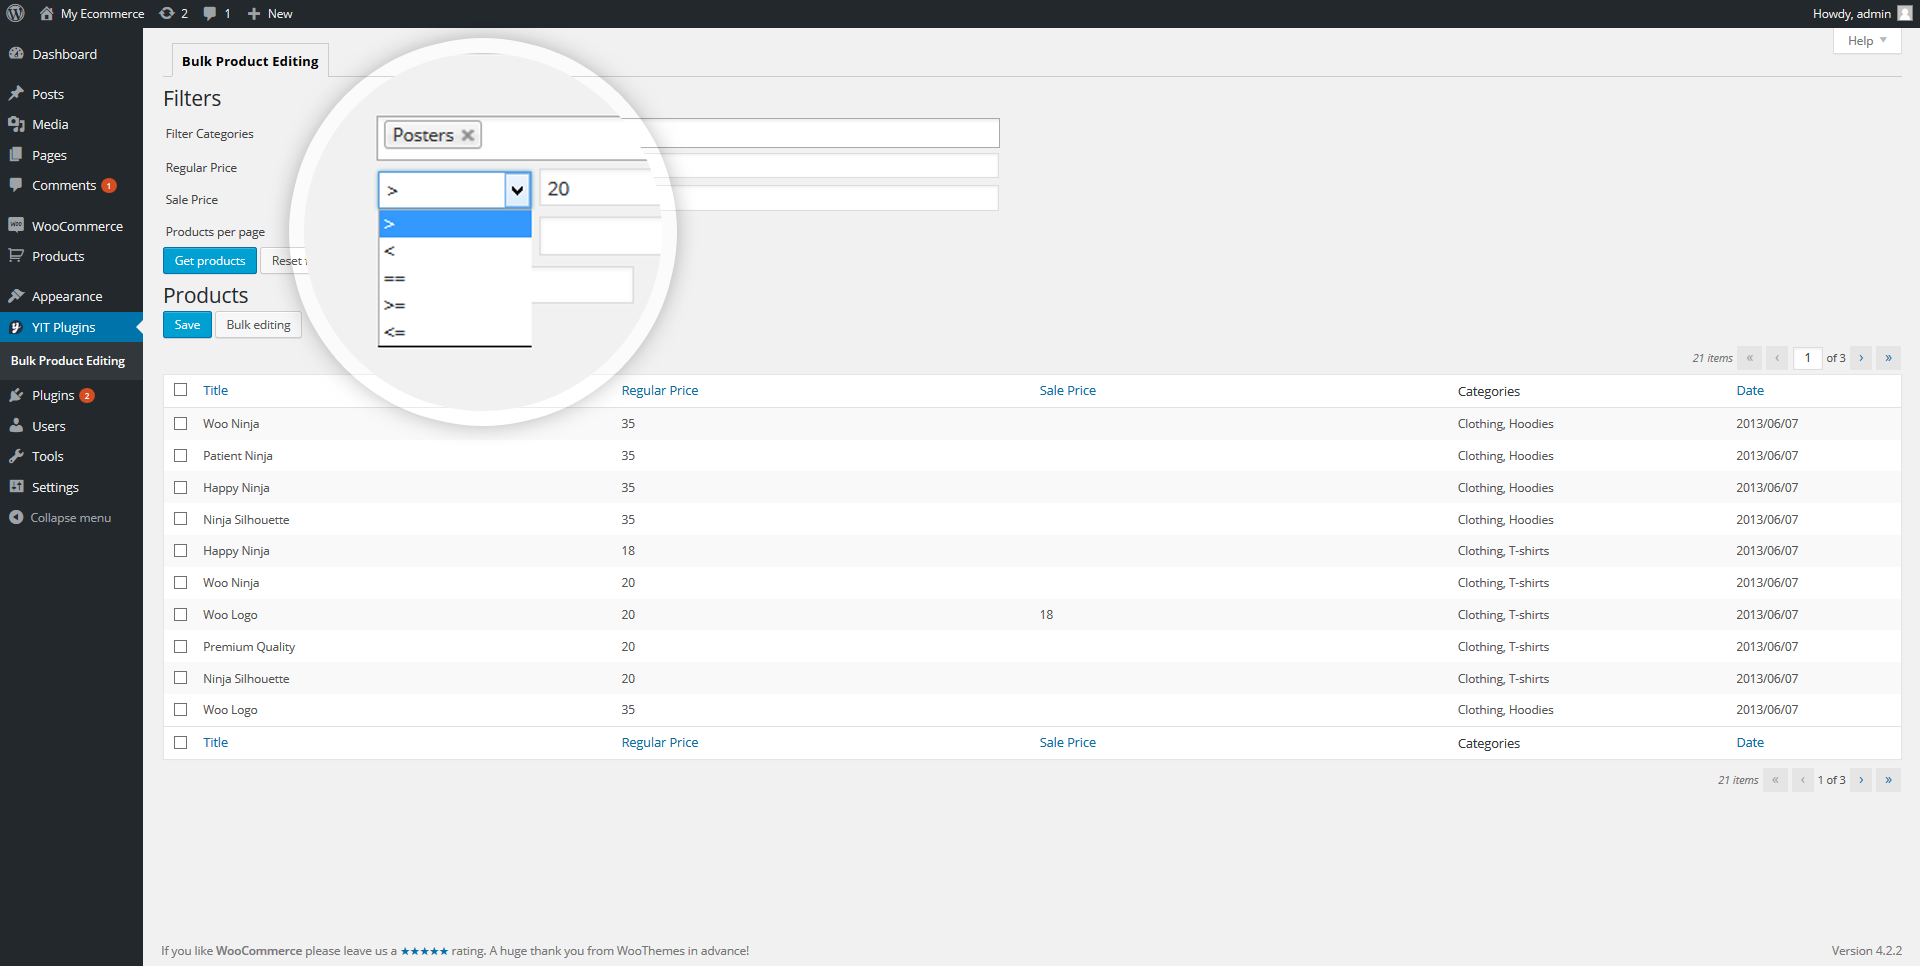 My Ecommerce 2 1 New Howdy, admin
Help
Dashboard
Posts
Media
Pages
Comments 1
WooCommerce
Products
Appearance
YIT Plugins
Bulk Product Editing
Plugins 2
Users
Tools
Settings
Collapse menu
Bulk Product Editing
Filters
Filter Categories
Posters ×
Regular Price
> 20
>
<
==
>=
<=
Sale Price
Products per page
Get products Reset
Products
Save Bulk editing
21 items « ‹ 1 of 3 › »
Title Regular Price Sale Price Categories Date
Woo Ninja 35 Clothing, Hoodies 2013/06/07
Patient Ninja 35 Clothing, Hoodies 2013/06/07
Happy Ninja 35 Clothing, Hoodies 2013/06/07
Ninja Silhouette 35 Clothing, Hoodies 2013/06/07
Happy Ninja 18 Clothing, T-shirts 2013/06/07
Woo Ninja 20 Clothing, T-shirts 2013/06/07
Woo Logo 20 18 Clothing, T-shirts 2013/06/07
Premium Quality 20 Clothing, T-shirts 2013/06/07
Ninja Silhouette 20 Clothing, T-shirts 2013/06/07
Woo Logo 35 Clothing, Hoodies 2013/06/07
Title Regular Price Sale Price Categories Date
21 items « ‹ 1 of 3 › »
If you like WooCommerce please leave us a ★★★★★ rating. A huge thank you from WooThemes in advance!
Version 4.2.2